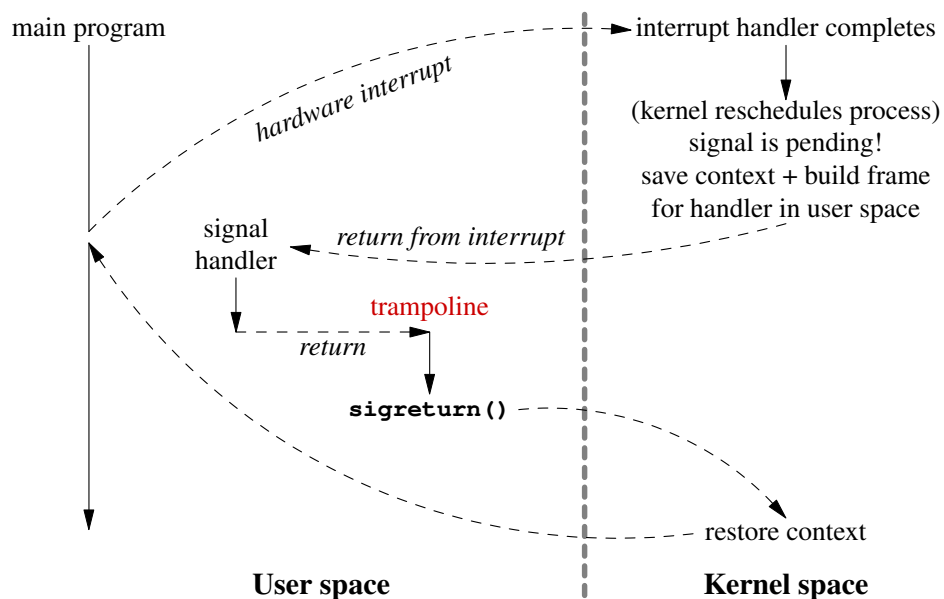 main program
interrupt handler completes
hardware interrupt
(kernel reschedules process)
signal is pending!
save context + build frame
for handler in user space
signal
handler
return from interrupt
trampoline
return
sigreturn()
restore context
User space
Kernel space